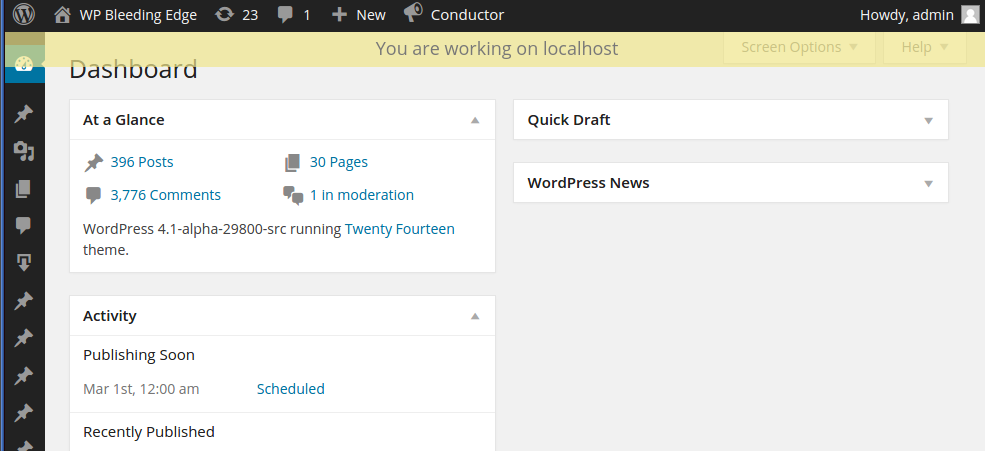 WP Bleeding Edge 23 1 New Conductor Howdy, admin
You are working on localhost Screen Options Help
Dashboard
At a Glance
396 Posts 30 Pages
3,776 Comments 1 in moderation
WordPress 4.1-alpha-29800-src running Twenty Fourteen
theme.
Quick Draft
WordPress News
Activity
Publishing Soon
Mar 1st, 12:00 am Scheduled
Recently Published